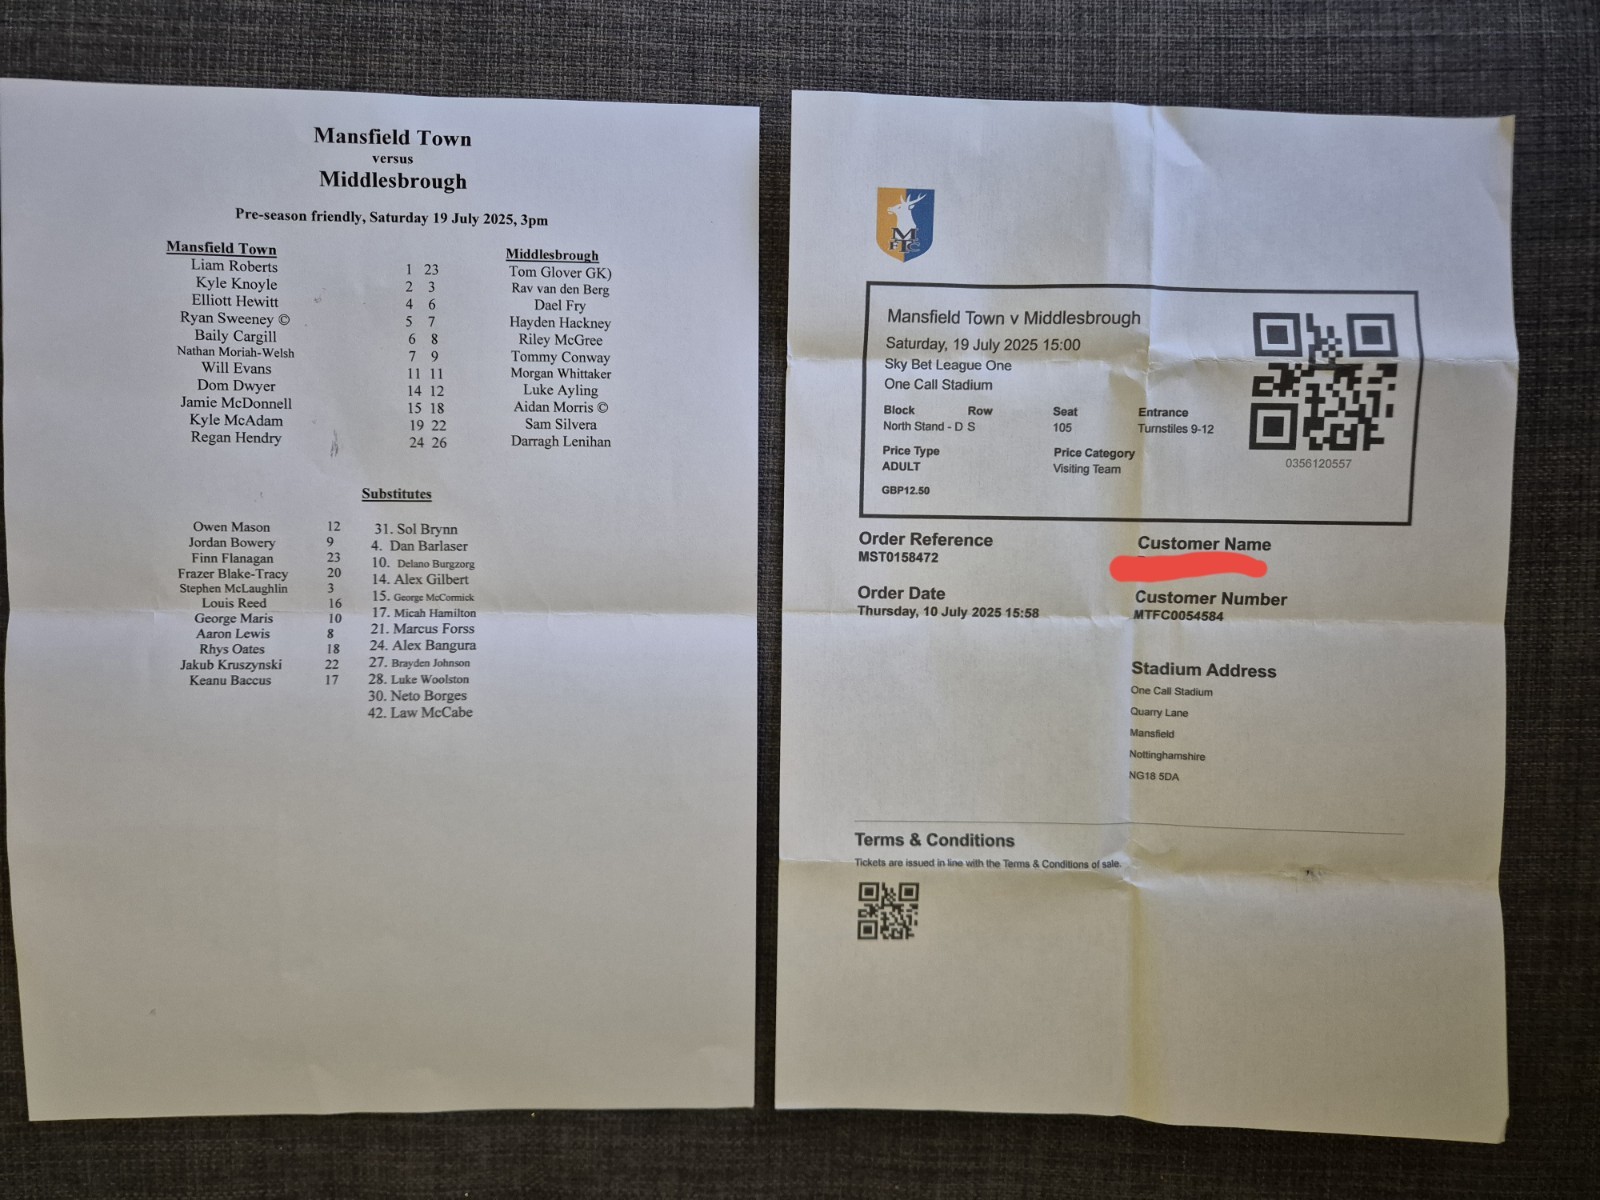 Mansfield Town
versus
Middlesbrough
Pre-season friendly, Saturday 19 July 2025, 3pm
Mansfield Town Middlesbrough
Liam Roberts 1 23 Tom Glover GK)
Kyle Knoyle 2 3 Rav van den Berg
Elliott Hewitt 4 6 Dael Fry
Ryan Sweeney © 5 7 Hayden Hackney
Baily Cargill 6 8 Riley McGree
Nathan Moriah-Welsh 7 9 Tommy Conway
Will Evans 11 11 Morgan Whittaker
Dom Dwyer 14 12 Luke Ayling
Jamie McDonnell 15 18 Aidan Morris ©
Kyle McAdam 19 22 Sam Silvera
Regan Hendry 24 26 Darragh Lenihan
Substitutes
Owen Mason 12 31. Sol Brynn
Jordan Bowery 9 4. Dan Barlaser
Finn Flanagan 23 10. Delano Burgzorg
Frazer Blake-Tracy 20 14. Alex Gilbert
Stephen McLaughlin 3 15. George McCormick
Louis Reed 16 17. Micah Hamilton
George Maris 10 21. Marcus Forss
Aaron Lewis 8 24. Alex Bangura
Rhys Oates 18 27. Brayden Johnson
Jakub Kruszynski 22 28. Luke Woolston
Keanu Baccus 17 30. Neto Borges
42. Law McCabe
M
FTC
Mansfield Town v Middlesbrough
Saturday, 19 July 2025 15:00
Sky Bet League One
One Call Stadium
Block Row Seat Entrance
North Stand - D S 105 Turnstiles 9-12
Price Type Price Category
ADULT Visiting Team
GBP12.50
0356120557
Order Reference Customer Name
MST0158472
Order Date Customer Number
Thursday, 10 July 2025 15:58 MTFC0054584
Stadium Address
One Call Stadium
Quarry Lane
Mansfield
Nottinghamshire
NG18 5DA
Terms & Conditions
Tickets are issued in line with the Terms & Conditions of sale.